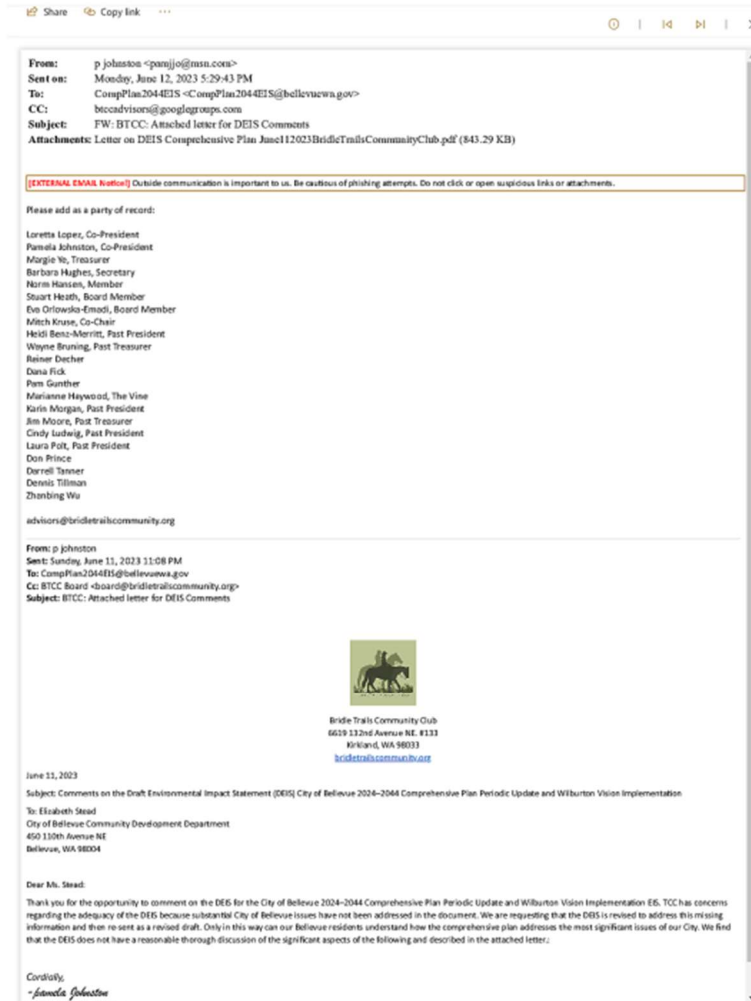 Share Copy link ...
From: p johnston <pamjjo@msn.com>
Sent on: Monday, June 12, 2023 5:29:43 PM
To: CompPlan2044EIS <CompPlan2044EIS@bellevuewa.gov>
CC: btccadvisors@googlegroups.com
Subject: FW: BTCC: Attached letter for DEIS Comments
Attachments: Letter on DEIS Comprehensive Plan June112023BridleTrailsCommunityClub.pdf (843.29 KB)
[EXTERNAL EMAIL Notice!] Outside communication is important to us. Be cautious of phishing attempts. Do not click or open suspicious links or attachments.
Please add as a party of record:
Loretta Lopez, Co-President
Pamela Johnston, Co-President
Margie Ye, Treasurer
Barbara Hughes, Secretary
Norm Hansen, Member
Stuart Heath, Board Member
Eva Orlowska-Emadi, Board Member
Mitch Kruse, Co-Chair
Heidi Benz-Merritt, Past President
Wayne Bruning, Past Treasurer
Reiner Decher
Dana Fick
Pam Gunther
Marianne Haywood, The Vine
Karin Morgan, Past President
Jim Moore, Past Treasurer
Cindy Ludwig, Past President
Laura Polt, Past President
Don Prince
Darrell Tanner
Dennis Tillman
Zhanbing Wu
advisors@bridletrailscommunity.org
From: p johnston
Sent: Sunday, June 11, 2023 11:08 PM
To: CompPlan2044EIS@bellevuewa.gov
Cc: BTCC Board <board@bridletrailscommunity.org>
Subject: BTCC: Attached letter for DEIS Comments
Bridle Trails Community Club
6619 132nd Avenue NE. #133
Kirkland, WA 98033
bridletrailscommunity.org
June 11, 2023
Subject: Comments on the Draft Environmental Impact Statement (DEIS) City of Bellevue 2024–2044 Comprehensive Plan Periodic Update and Wilburton Vision Implementation
To: Elizabeth Stead
City of Bellevue Community Development Department
450 110th Avenue NE
Bellevue, WA 98004
Dear Ms. Stead:
Thank you for the opportunity to comment on the DEIS for the City of Bellevue 2024–2044 Comprehensive Plan Periodic Update and Wilburton Vision Implementation EIS. TCC has concerns
regarding the adequacy of the DEIS because substantial City of Bellevue issues have not been addressed in the document. We are requesting that the DEIS is revised to address this missing
information and then re-sent as a revised draft. Only in this way can our Bellevue residents understand how the comprehensive plan addresses the most significant issues of our City. We find
that the DEIS does not have a reasonable thorough discussion of the significant aspects of the following and described in the attached letter.:
Cordially,
~Pamela Johnston